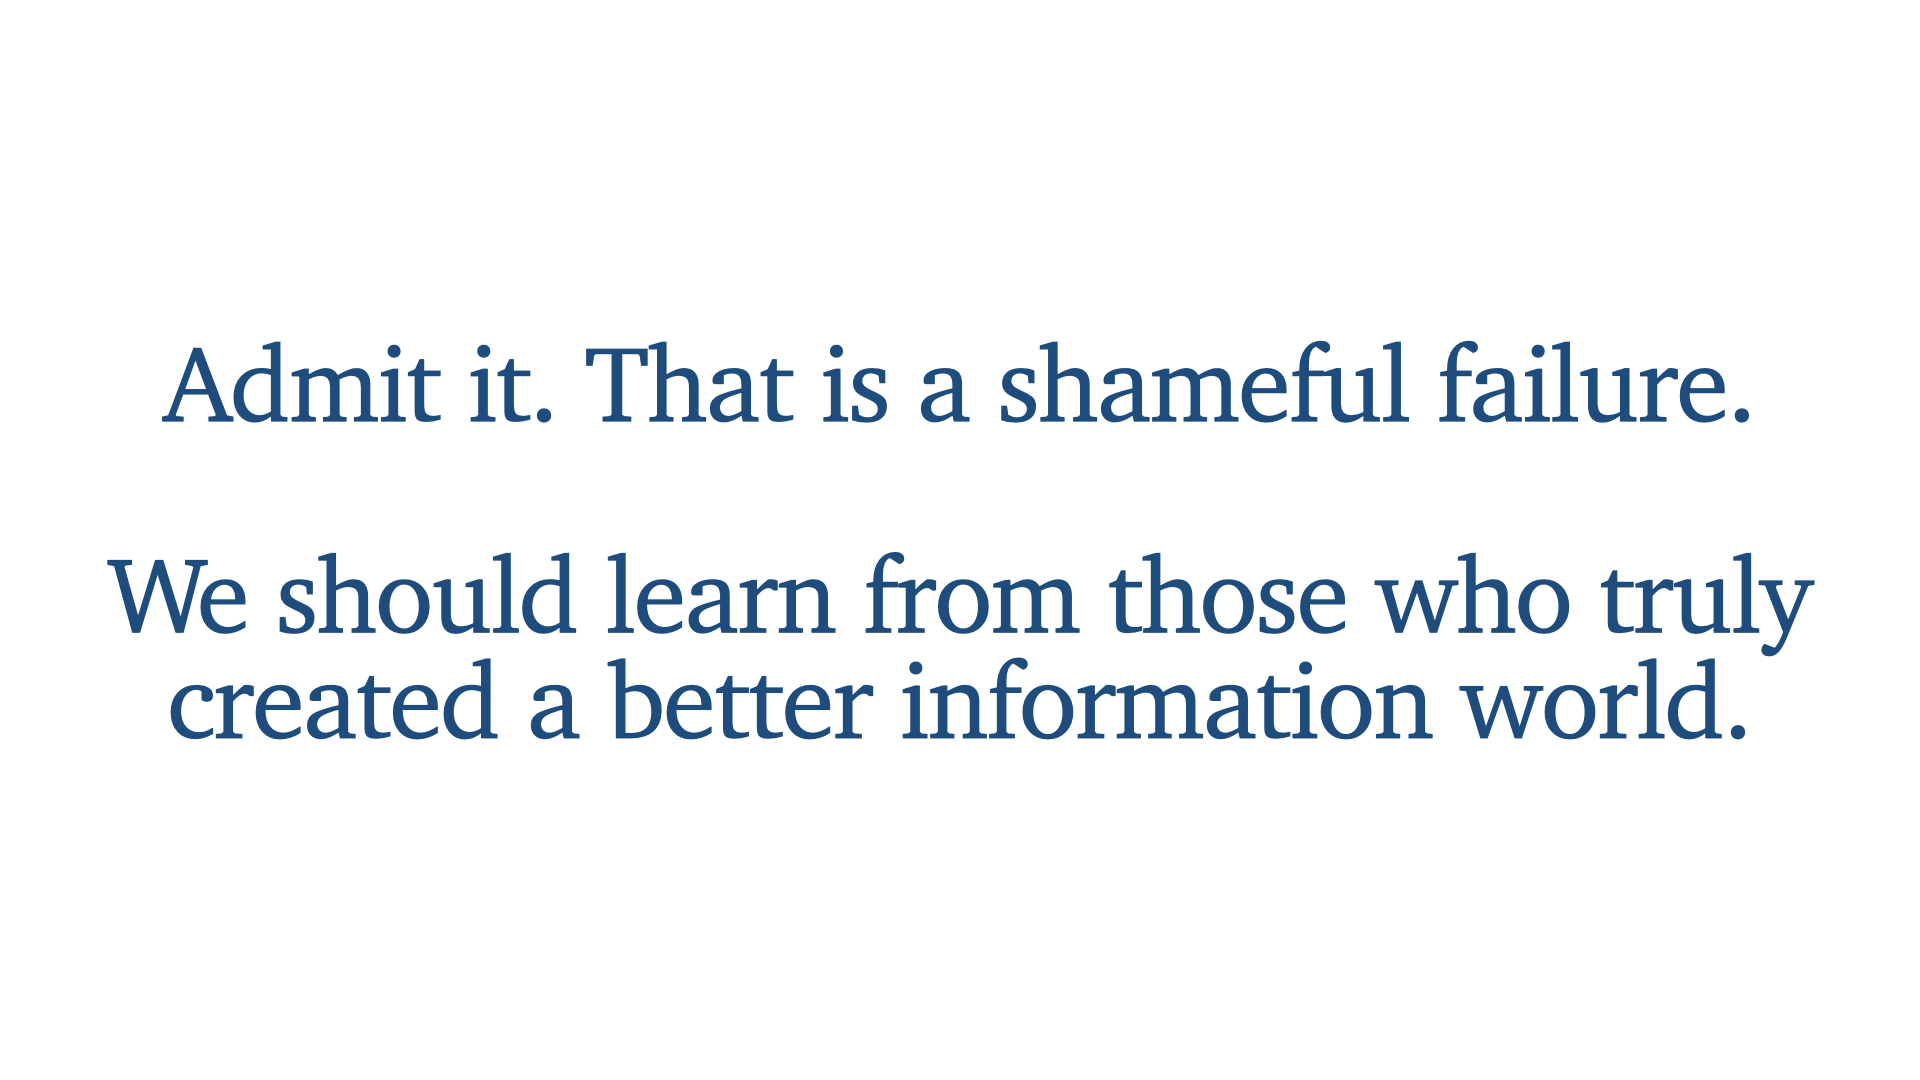 Admit it. That is a shameful failure.
We should learn from those who truly
created a better information world.